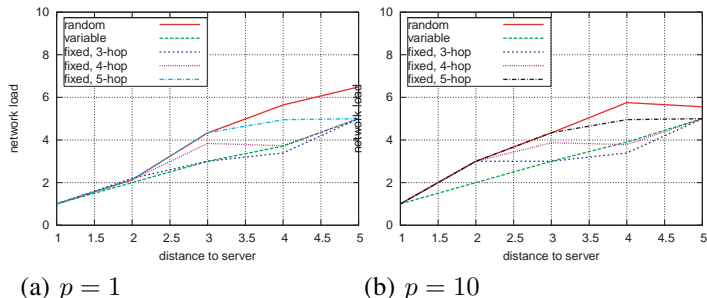 random
variable
fixed, 3-hop
fixed, 4-hop
fixed, 5-hop
network load
10
8
6
4
2
0
1 1.5 2 2.5 3 3.5 4 4.5 5
distance to server
(a) p = 1
random
variable
fixed, 3-hop
fixed, 4-hop
fixed, 5-hop
network load
10
8
6
4
2
0
1 1.5 2 2.5 3 3.5 4 4.5 5
distance to server
(b) p = 10